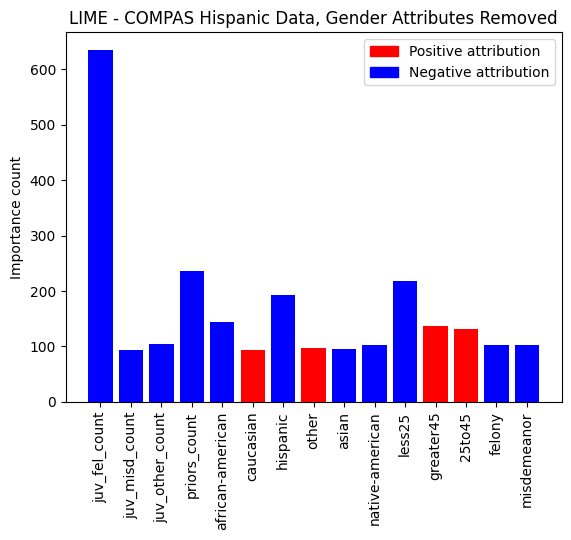 LIME - COMPAS Hispanic Data, Gender Attributes Removed
Positive attribution
Negative attribution
Importance count
600
500
400
300
200
100
0
juv_fel_count
juv_misd_count
juv_other_count
priors_count
african-american
caucasian
hispanic
other
asian
native-american
less25
greater45
25to45
felony
misdemeanor